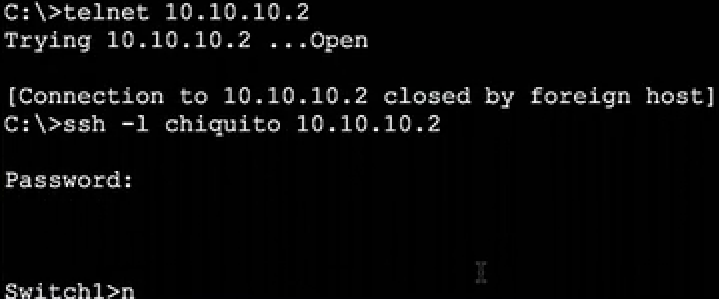 C:\>telnet 10.10.10.2
Trying 10.10.10.2 ...Open
[Connection to 10.10.10.2 closed by foreign host]
C:\>ssh -l chiquito 10.10.10.2
Password:
Switch1>n